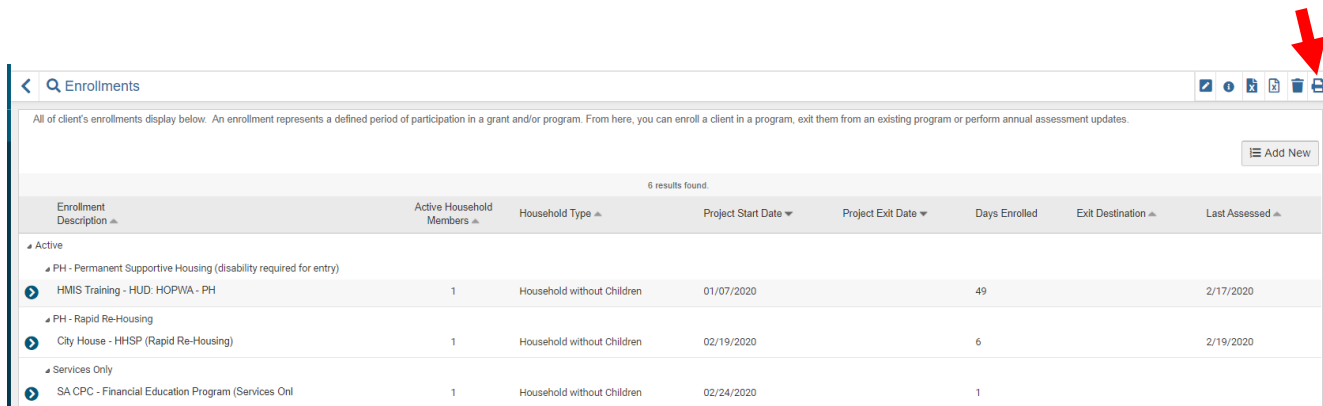 Enrollments
All of client's enrollments display below. An enrollment represents a defined period of participation in a grant and/or program. From here, you can enroll a client in a program, exit them from an existing program or perform annual assessment updates.
Add New
6 results found.
Enrollment Description Active Household Members Household Type Project Start Date Project Exit Date Days Enrolled Exit Destination Last Assessed
Active
PH - Permanent Supportive Housing (disability required for entry)
HMIS Training - HUD: HOPWA - PH 1 Household without Children 01/07/2020 49 2/17/2020
PH - Rapid Re-Housing
City House - HHSP (Rapid Re-Housing) 1 Household without Children 02/19/2020 6 2/19/2020
Services Only
SA CPC - Financial Education Program (Services Onl 1 Household without Children 02/24/2020 1